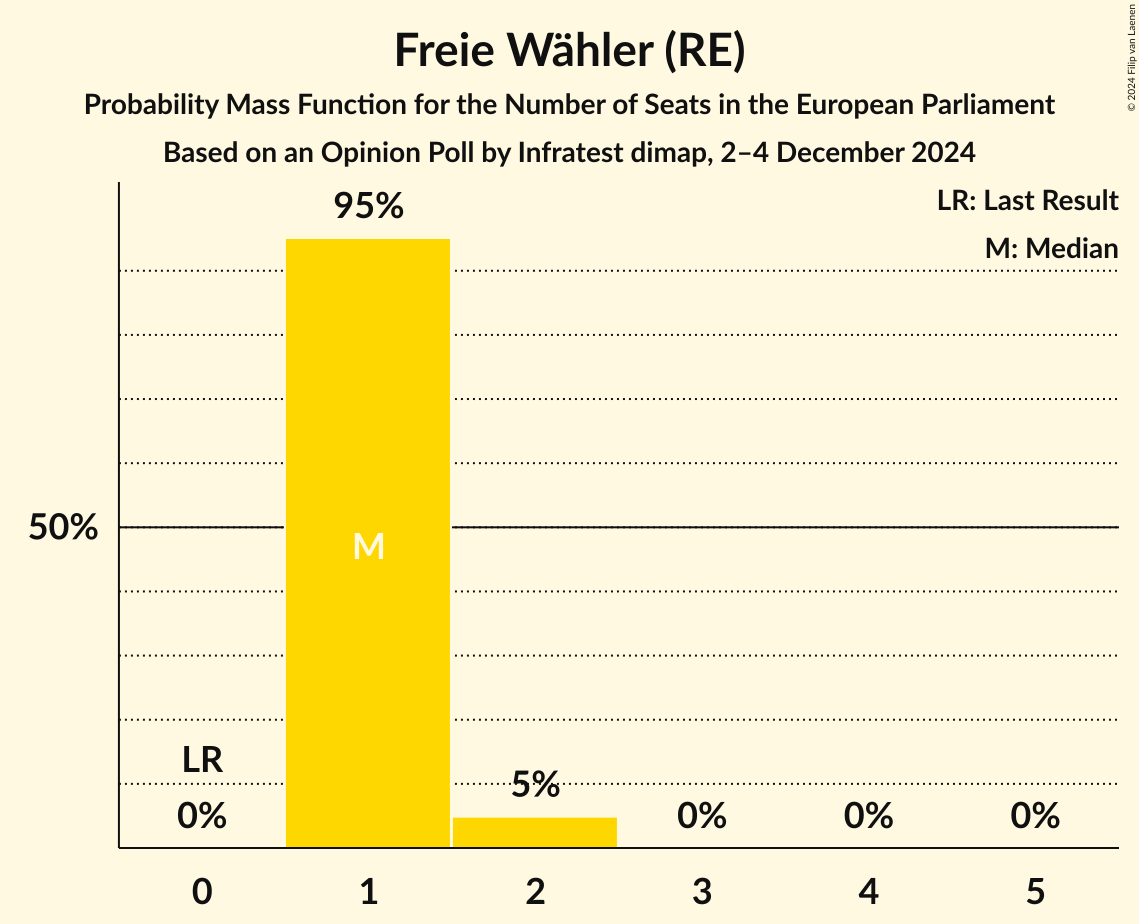 Freie Wähler (RE)
Probability Mass Function for the Number of Seats in the European Parliament
Based on an Opinion Poll by Infratest dimap, 2–4 December 2024
© 2024 Filip van Laenen
LR: Last Result
M: Median
95%
50%
M
LR
0%
5%
0%
0%
0%
0
1
2
3
4
5